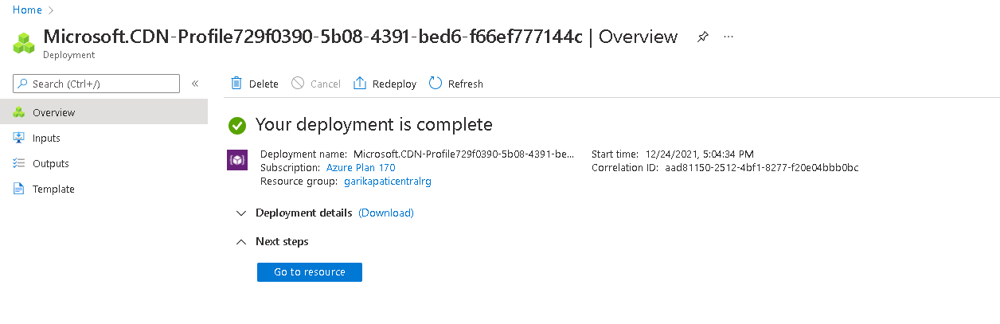 Home
Microsoft.CDN-Profile729f0390-5b08-4391-bed6-f66ef777144c | Overview
Deployment
Search (Ctrl+/)
Delete Cancel Redeploy Refresh
Overview
Inputs
Outputs
Template
Your deployment is complete
Deployment name: Microsoft.CDN-Profile729f0390-5b08-4391-be...
Subscription: Azure Plan 170
Resource group: garikapaticentralrg
Start time: 12/24/2021, 5:04:34 PM
Correlation ID: aad81150-2512-4bf1-8277-f20e04bbb0bc
Deployment details (Download)
Next steps
Go to resource